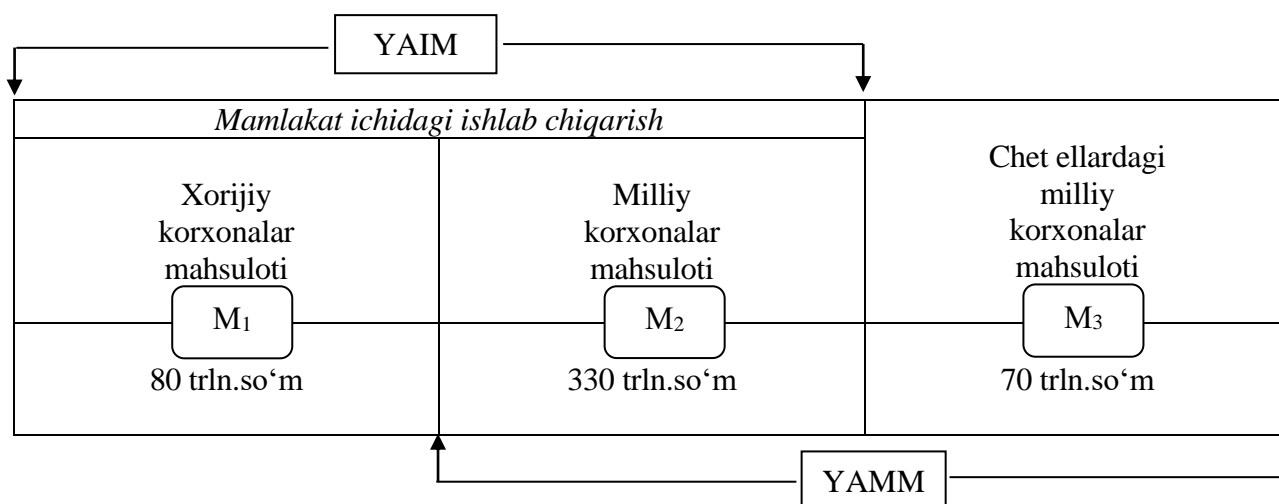 YAIM
Mamlakat ichidagi ishlab chiqarish
Xorijiy
korxonalar
mahsuloti
M₁
80 trln.so‘m
Milliy
korxonalar
mahsuloti
M₂
330 trln.so‘m
Chet ellardagi
milliy
korxonalar
mahsuloti
M₃
70 trln.so‘m
YAMM